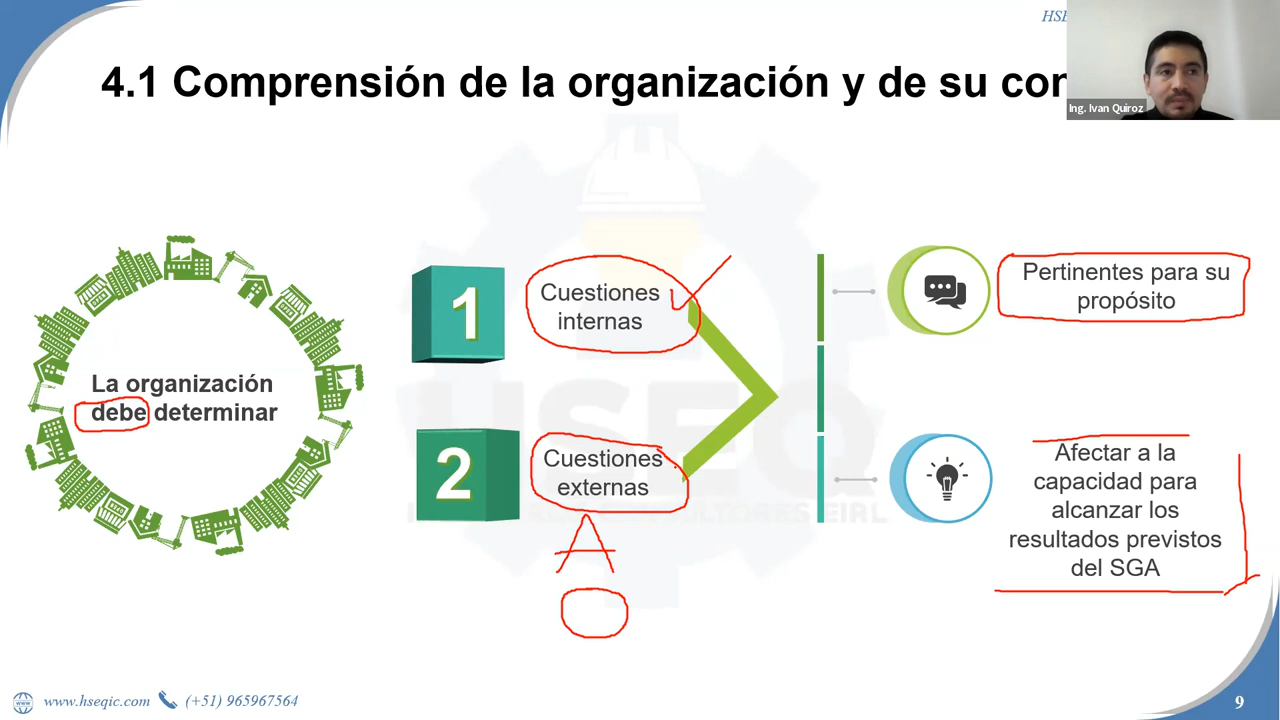 HSE
4.1 Comprensión de la organización y de su con
Ing. Ivan Quiroz
La organización
debe determinar
1
Cuestiones
internas
2
Cuestiones
externas
A
O
Pertinentes para su
propósito
Afectar a la
capacidad para
alcanzar los
resultados previstos
del SGA
HSEQ
www.hseqic.com
(+51) 965967564
9